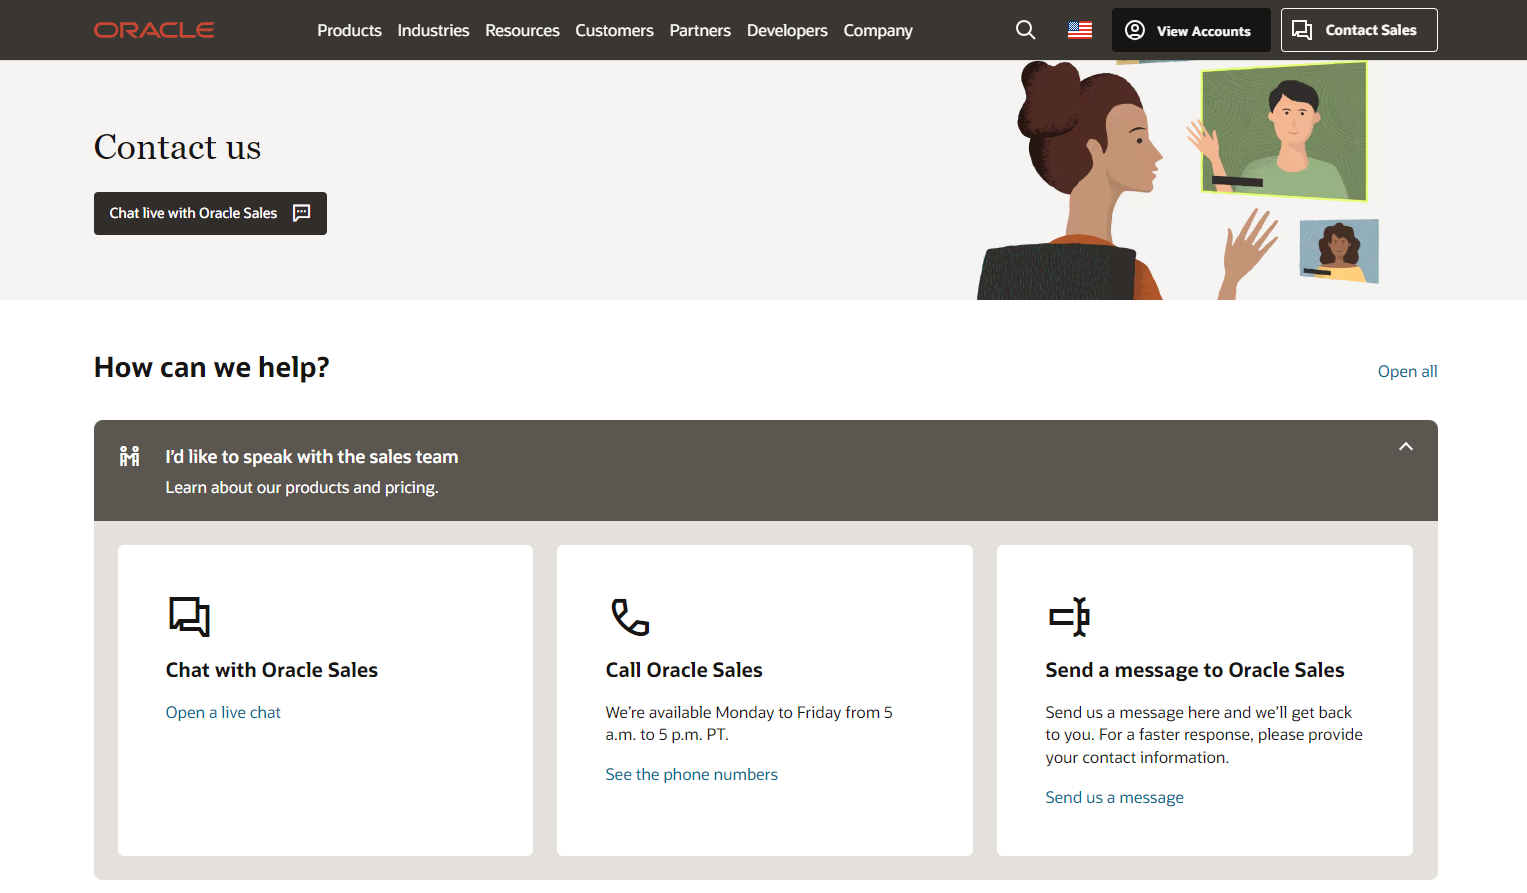 ORACLE
Products Industries Resources Customers Partners Developers Company
View Accounts
Contact Sales
Contact us
Chat live with Oracle Sales
How can we help?
Open all
I’d like to speak with the sales team
Learn about our products and pricing.
Chat with Oracle Sales
Open a live chat
Call Oracle Sales
We’re available Monday to Friday from 5
a.m. to 5 p.m. PT.
See the phone numbers
Send a message to Oracle Sales
Send us a message here and we’ll get back
to you. For a faster response, please provide
your contact information.
Send us a message